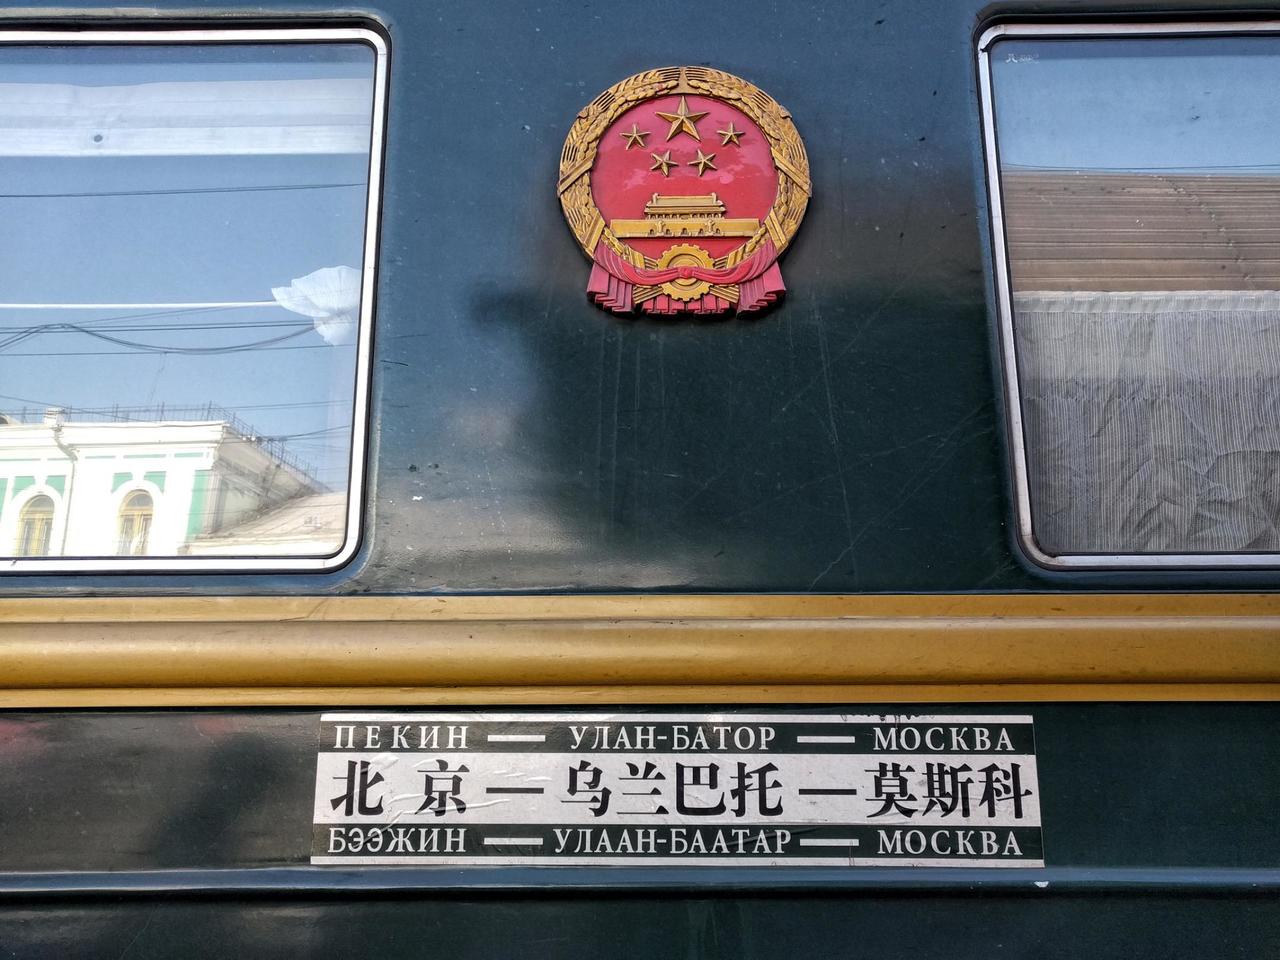 ПЕКИН — УЛАН-БАТОР — МОСКВА
北京 — 乌兰巴托 — 莫斯科
БЭЭЖИН — УЛААН-БААТАР — МОСКВА